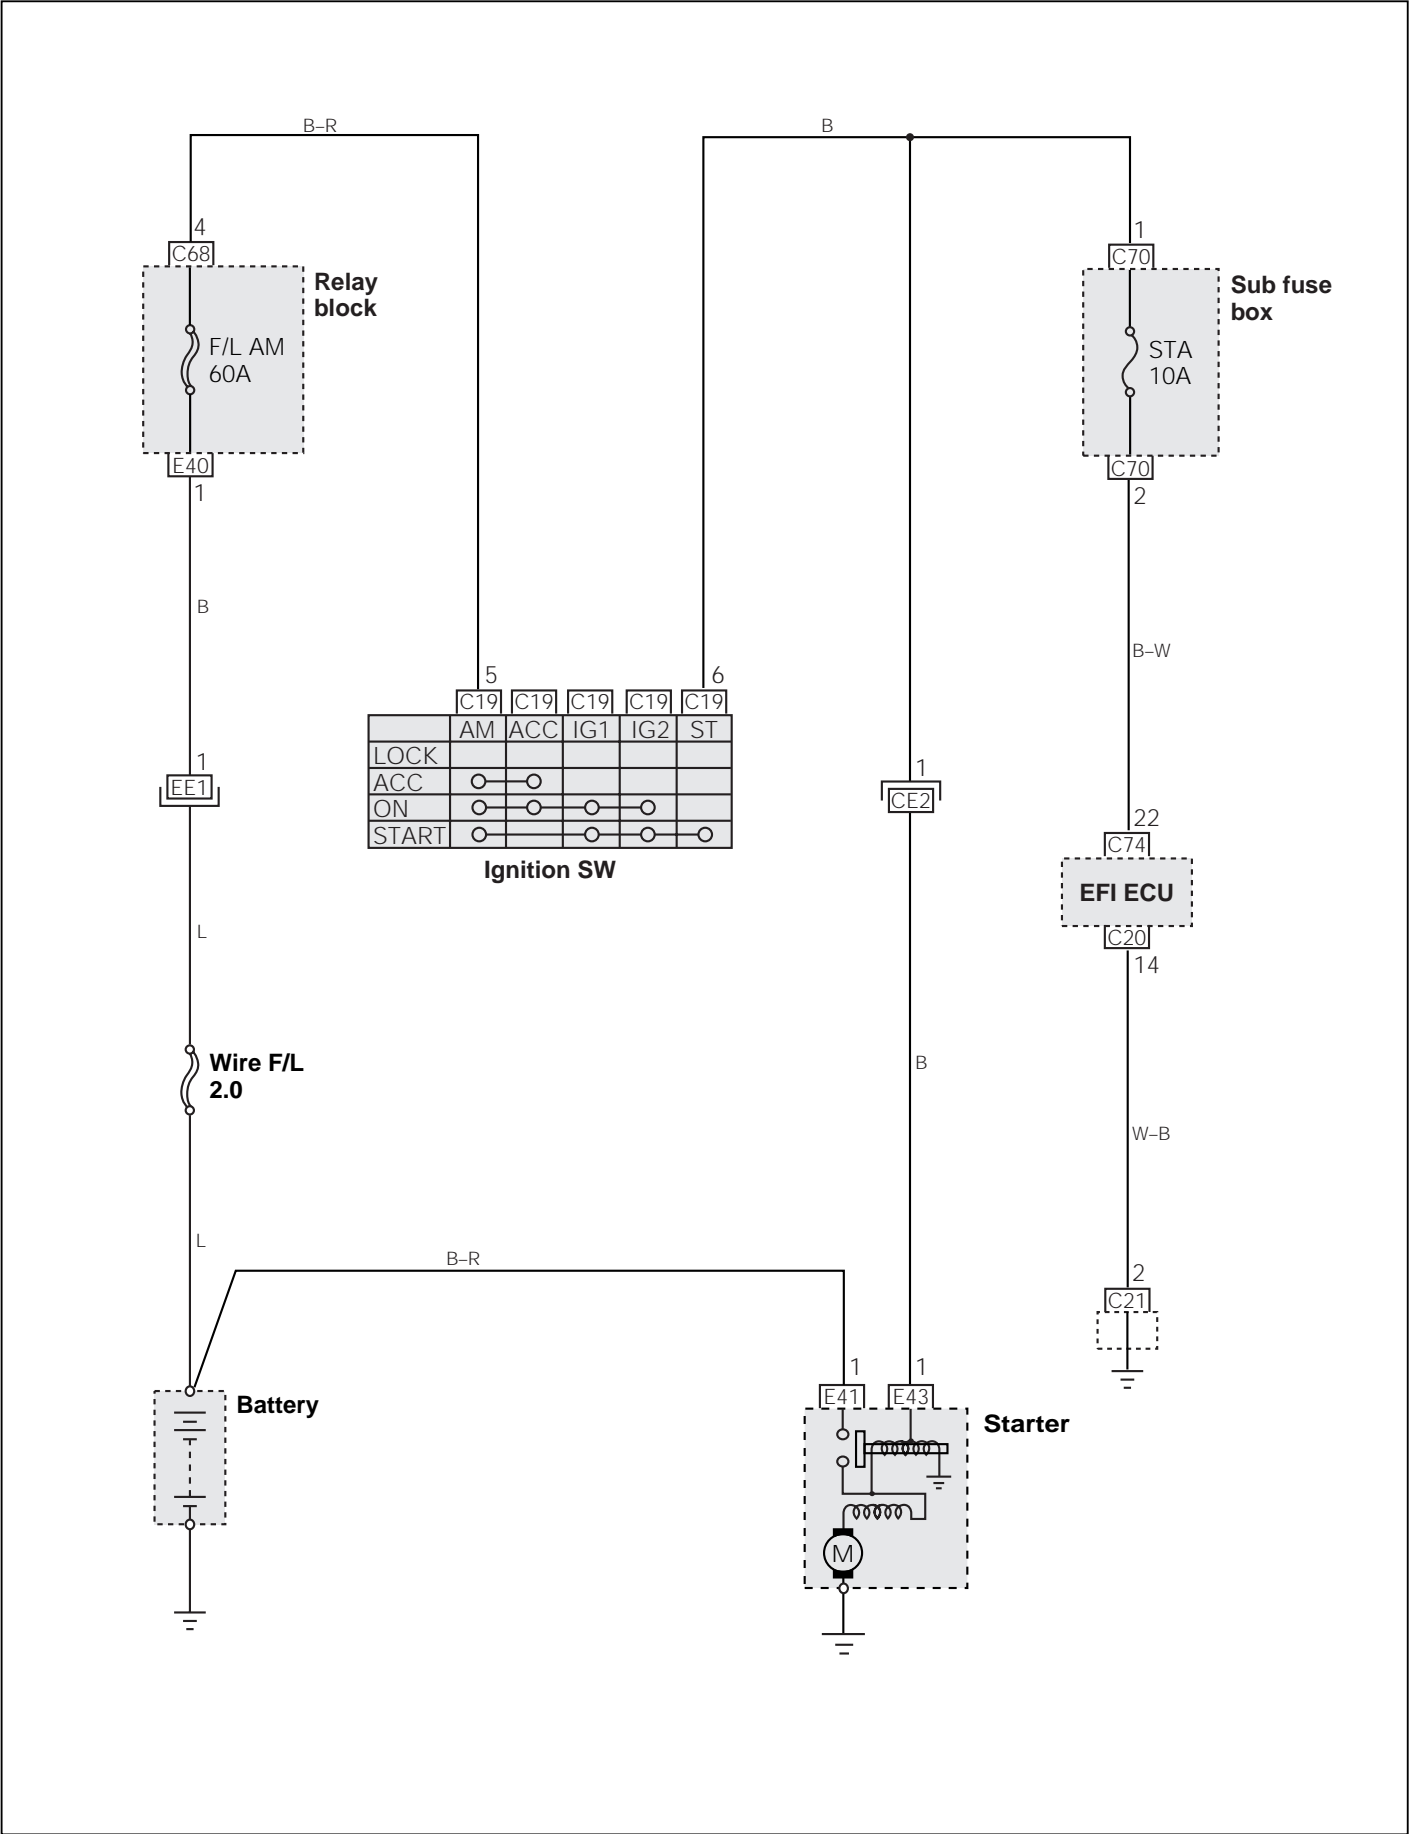 B–R
B
4
C68
Relay
block
F/L AM
60A
E40
1
1
C70
Sub fuse
box
STA
10A
C70
2
B
B–W
5
6
C19 C19 C19 C19 C19
AM ACC IG1 IG2 ST
LOCK
ACC
ON
START
Ignition SW
1
EE1
1
CE2
22
C74
EFI ECU
C20
14
L
Wire F/L
2.0
B
W–B
L
B–R
2
C21
Battery
1
E41
1
E43
Starter
M